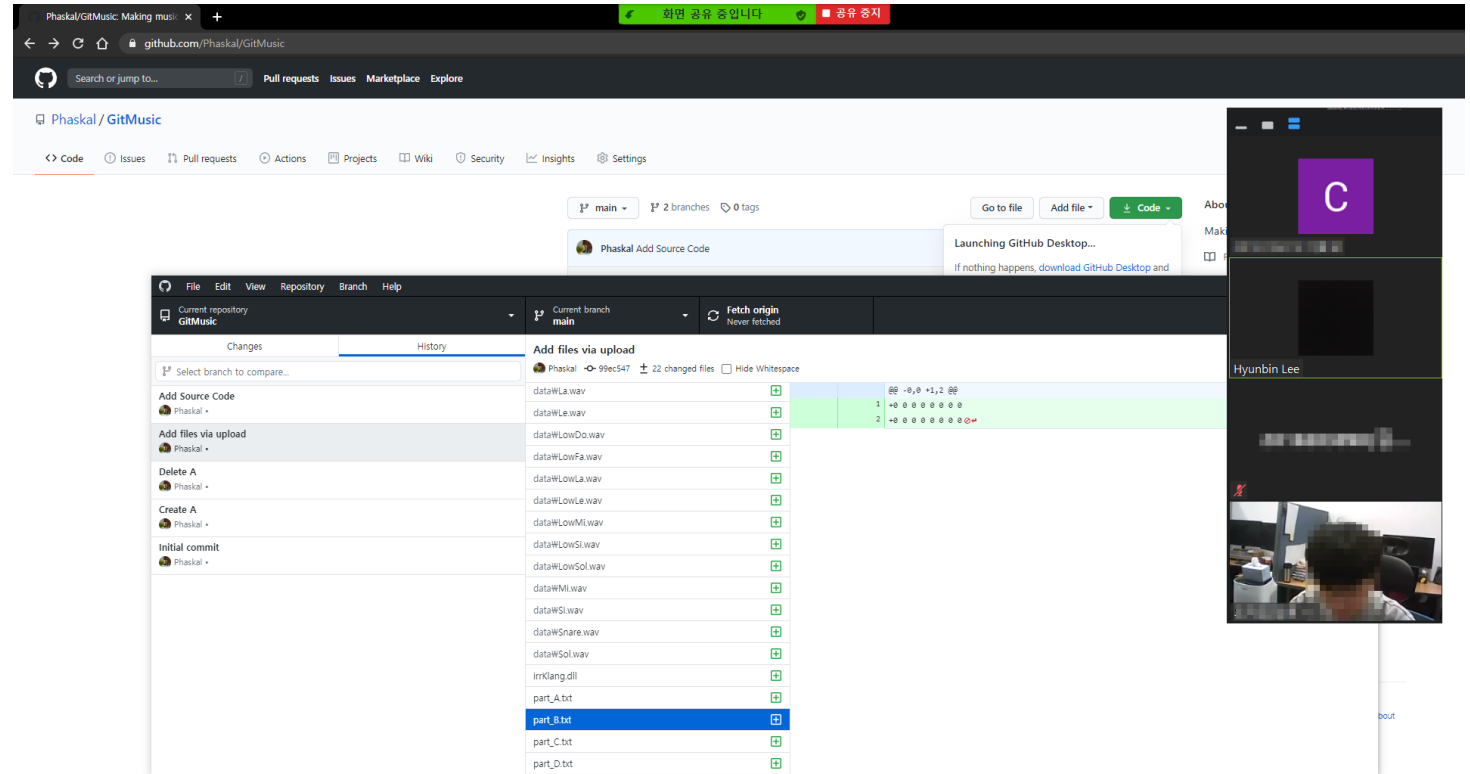 Phaskal/GitMusic: Making music
화면 공유 중입니다
공유 중지
github.com/Phaskal/GitMusic
Search or jump to...
/
Pull requests Issues Marketplace Explore
Phaskal / GitMusic
<> Code Issues Pull requests Actions Projects Wiki Security Insights Settings
main 2 branches 0 tags Go to file Add file Code
Phaskal Add Source Code
Launching GitHub Desktop...
If nothing happens, download GitHub Desktop and
C
Hyunbin Lee
File Edit View Repository Branch Help
Current repository
GitMusic
Current branch
main
Fetch origin
Never fetched
Changes History
Select branch to compare...
Add Source Code
Phaskal •
Add files via upload
Phaskal •
Delete A
Phaskal •
Create A
Phaskal •
Initial commit
Phaskal •
Add files via upload
Phaskal 99ec547 22 changed files Hide Whitespace
data₩La.wav
data₩Le.wav
data₩LowDo.wav
data₩LowFa.wav
data₩LowLa.wav
data₩LowLe.wav
data₩LowMi.wav
data₩LowSi.wav
data₩LowSol.wav
data₩Mi.wav
data₩Si.wav
data₩Snare.wav
data₩Sol.wav
irrKlang.dll
part_A.txt
part_B.txt
part_C.txt
part_D.txt
@@ -0,0 +1,2 @@
1 +0 0 0 0 0 0 0 0
2 +0 0 0 0 0 0 0 0
bout